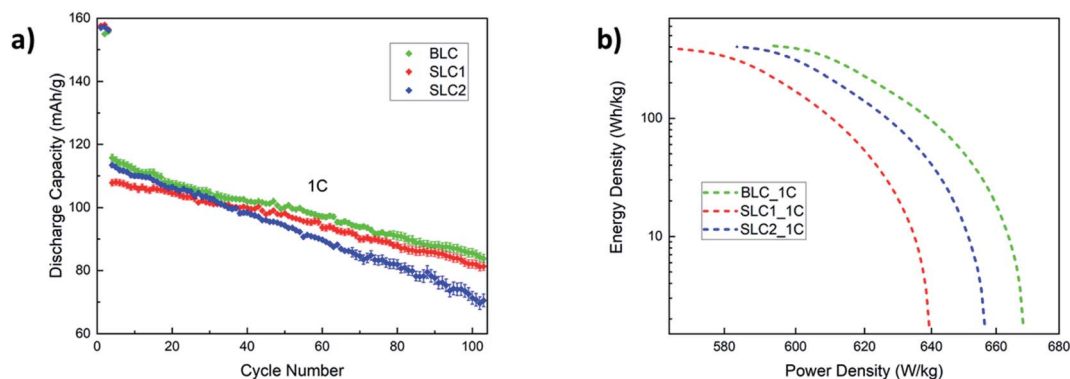 a)
160
140
120
100
80
60
0
20
40
60
80
100
Discharge Capacity (mAh/g)
Cycle Number
BLC
SLC1
SLC2
1C
b)
100
10
580
600
620
640
660
680
Energy Density (Wh/kg)
Power Density (W/kg)
BLC_1C
SLC1_1C
SLC2_1C